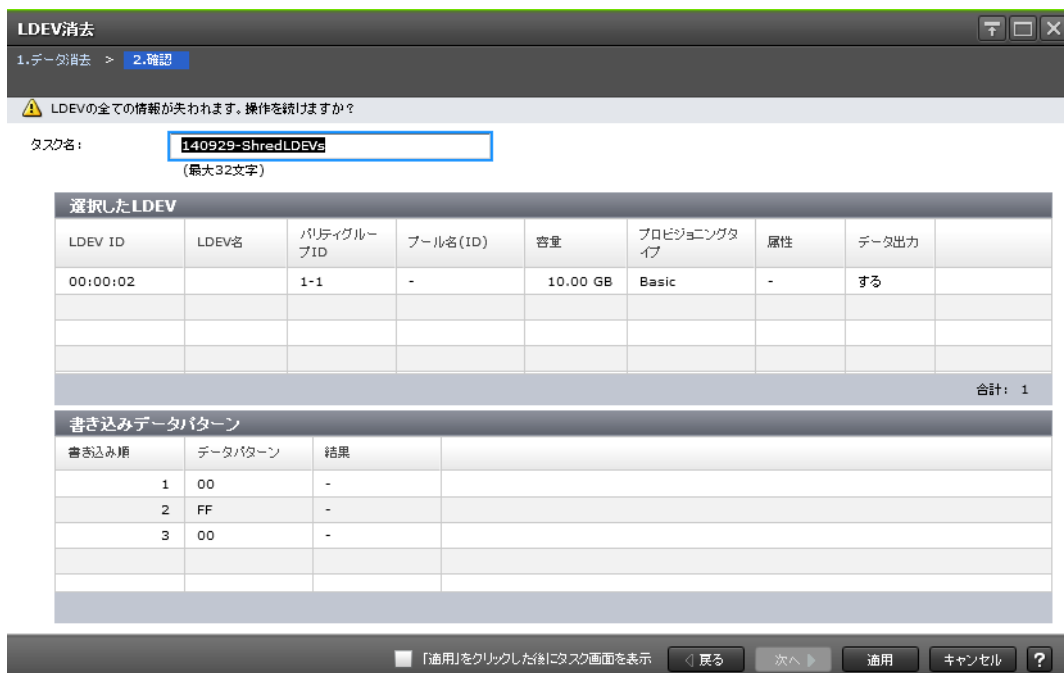 LDEV消去
1.データ消去 > 2.確認
LDEVの全ての情報が失われます。操作を続けますか？
タスク名： 140929-ShredLDEVs
(最大32文字)
選択したLDEV
LDEV ID LDEV名 パリティグループID プール名(ID) 容量 プロビジョニングタイプ 属性 データ出力
00:00:02 1-1 - 10.00 GB Basic - する
合計： 1
書き込みデータパターン
書き込み順 データパターン 結果
1 00 -
2 FF -
3 00 -
「適用」をクリックした後にタスク画面を表示 戻る 次へ 適用 キャンセル ?